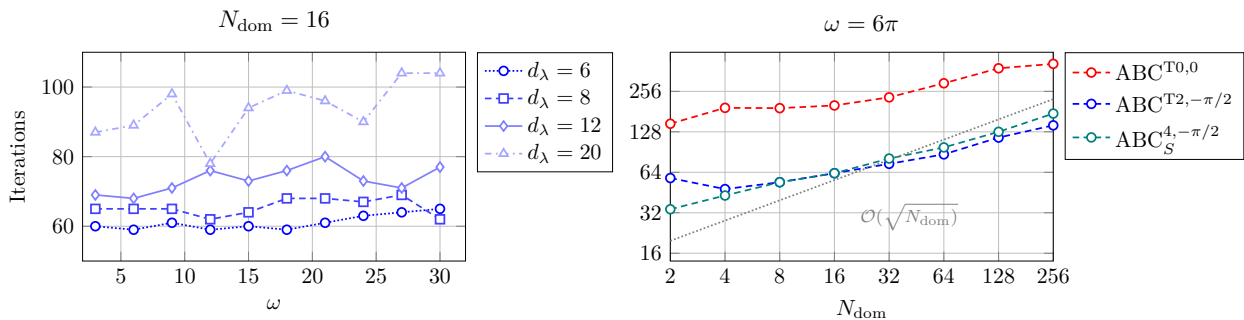 N_dom = 16
Iterations
100
80
60
5 10 15 20 25 30
ω
d_λ = 6
d_λ = 8
d_λ = 12
d_λ = 20
ω = 6π
256
128
64
32
16
2 4 8 16 32 64 128 256
N_dom
O(√N_dom)
ABC^{T0,0}
ABC^{T2,−π/2}
ABC_S^{4,−π/2}